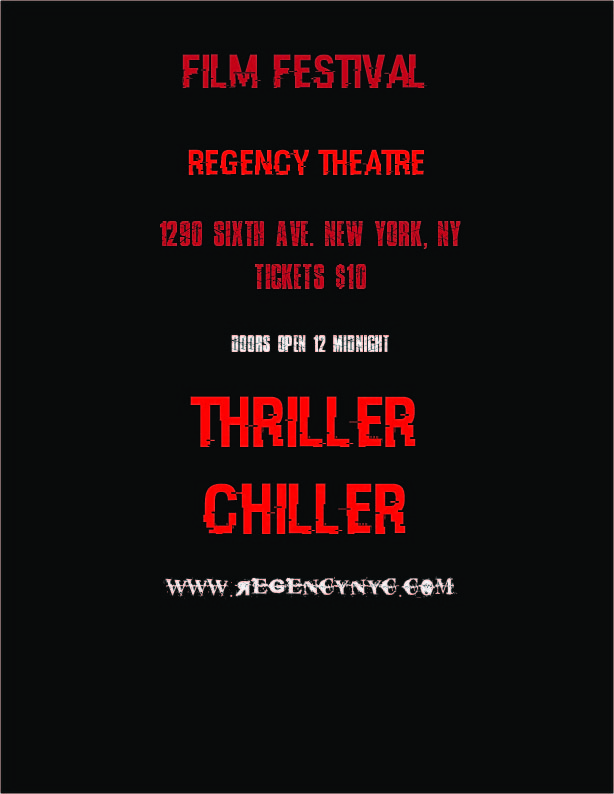 FILM FESTIVAL
REGENCY THEATRE
1290 SIXTH AVE. NEW YORK, NY
TICKETS $10
DOORS OPEN 12 MIDNIGHT
THRILLER
CHILLER
WWW.REGENCYNYC.COM